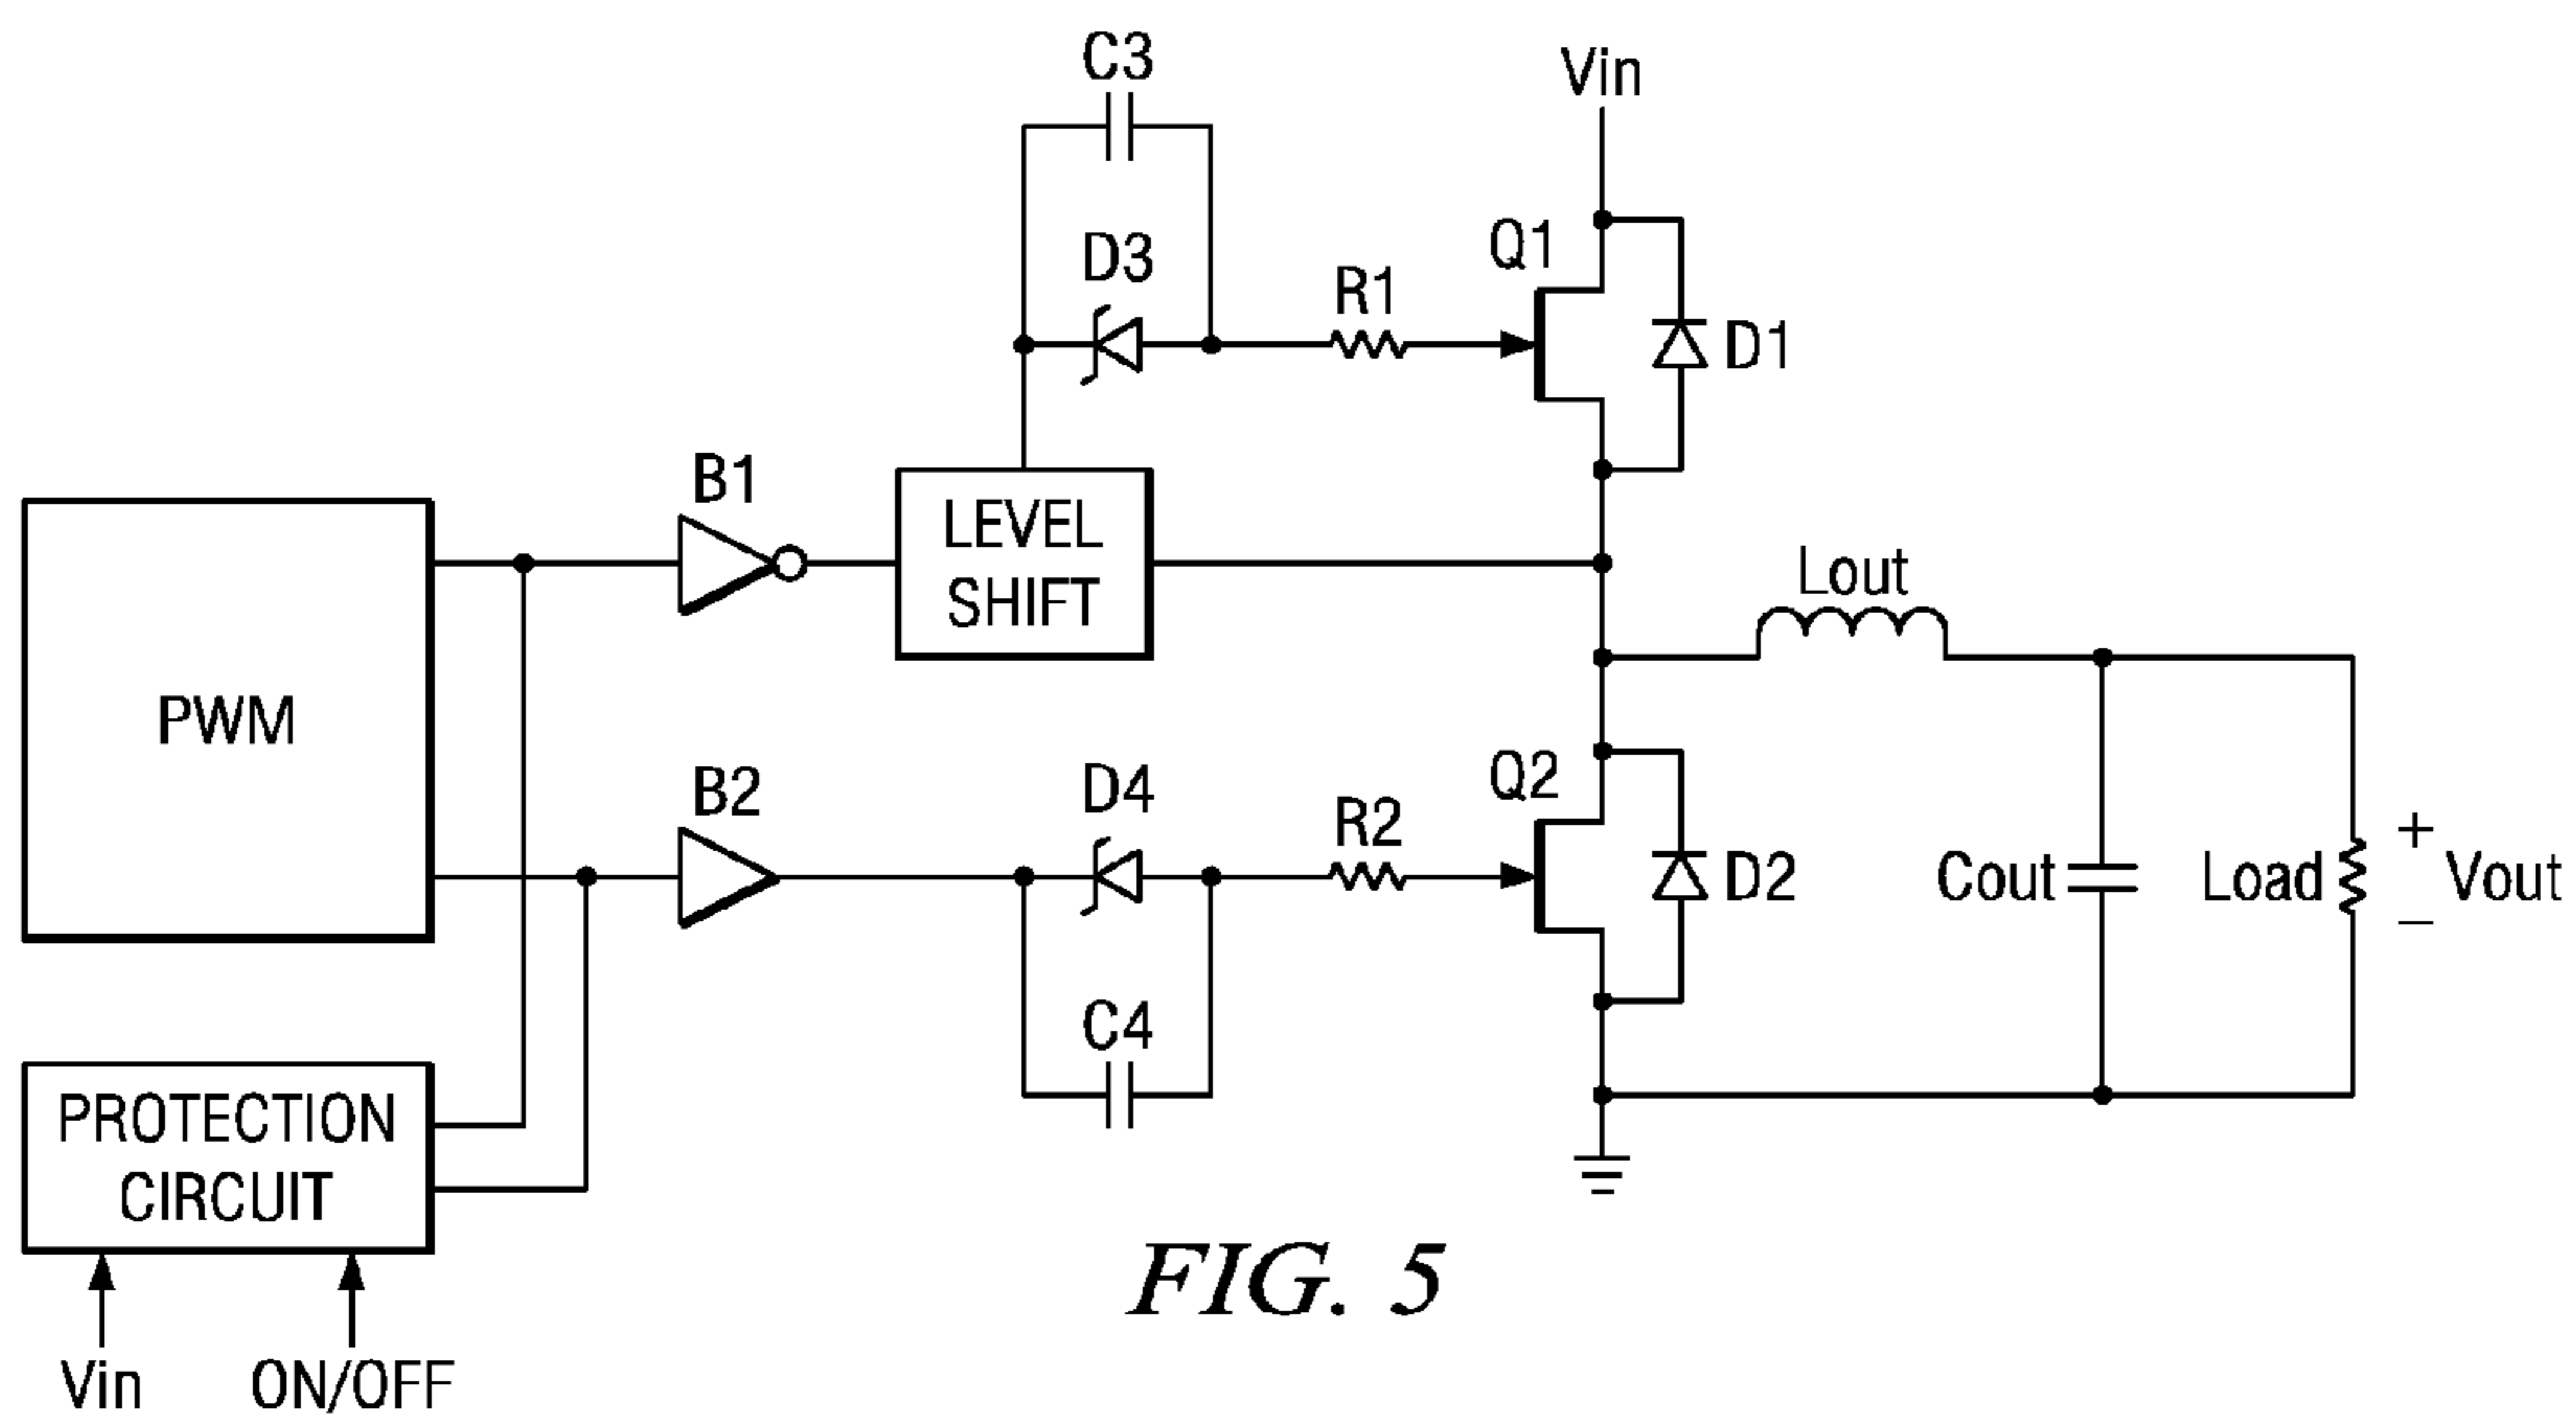 C3
Vin
D3
R1
Q1
D1
B1
LEVEL
SHIFT
Lout
PWM
B2
D4
R2
Q2
D2
Cout
Load
+
Vout
–
C4
PROTECTION
CIRCUIT
Vin
ON/OFF
FIG. 5